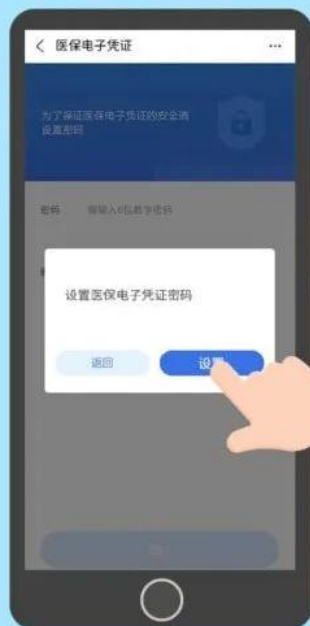 医保电子凭证
为了保证医保电子凭证的安全请
设置密码
密码 请输入6位数字密码
设置医保电子凭证密码
返回 设置